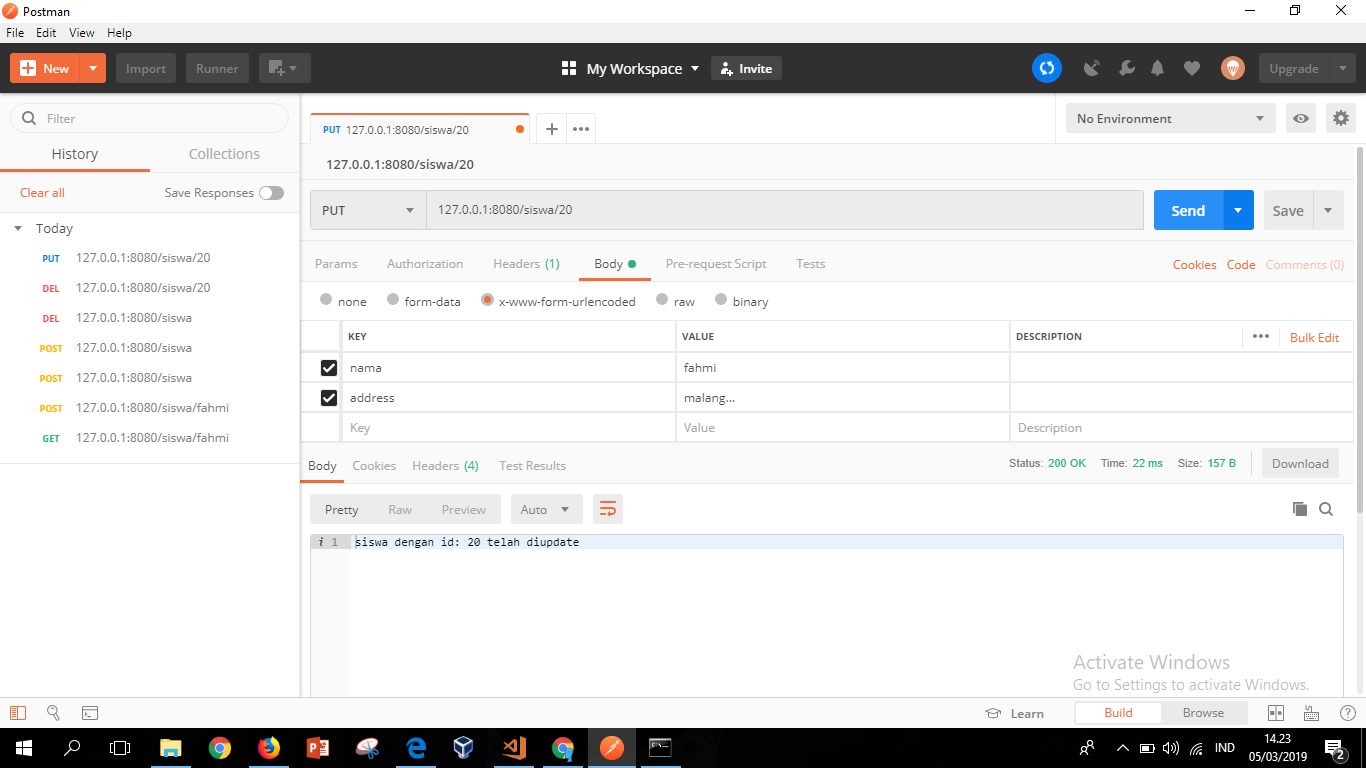 Postman
File Edit View Help
New Import Runner My Workspace Invite Upgrade
Filter
History Collections
Clear all Save Responses
Today
PUT 127.0.0.1:8080/siswa/20
DEL 127.0.0.1:8080/siswa/20
DEL 127.0.0.1:8080/siswa
POST 127.0.0.1:8080/siswa
POST 127.0.0.1:8080/siswa
POST 127.0.0.1:8080/siswa/fahmi
GET 127.0.0.1:8080/siswa/fahmi
PUT 127.0.0.1:8080/siswa/20
No Environment
127.0.0.1:8080/siswa/20
PUT 127.0.0.1:8080/siswa/20 Send Save
Params Authorization Headers (1) Body Pre-request Script Tests Cookies Code Comments (0)
none form-data x-www-form-urlencoded raw binary
KEY VALUE DESCRIPTION Bulk Edit
nama fahmi
address malang...
Key Value Description
Body Cookies Headers (4) Test Results Status: 200 OK Time: 22 ms Size: 157 B Download
Pretty Raw Preview Auto
i 1 siswa dengan id: 20 telah diupdate
Activate Windows
Go to Settings to activate Windows.
Learn Build Browse
IND 14.23
05/03/2019 2